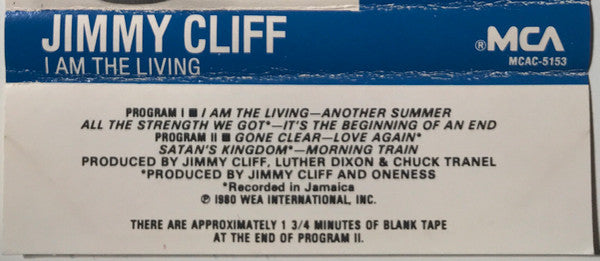 JIMMY CLIFF
I AM THE LIVING
®MCA
MCAC-5153
PROGRAM I ■ I AM THE LIVING—ANOTHER SUMMER
ALL THE STRENGTH WE GOT*—IT'S THE BEGINNING OF AN END
PROGRAM II ■ GONE CLEAR—LOVE AGAIN*
SATAN'S KINGDOM*—MORNING TRAIN
PRODUCED BY JIMMY CLIFF, LUTHER DIXON & CHUCK TRANEL
*PRODUCED BY JIMMY CLIFF AND ONENESS
*Recorded in Jamaica
℗ 1980 WEA INTERNATIONAL, INC.
THERE ARE APPROXIMATELY 1 3/4 MINUTES OF BLANK TAPE
AT THE END OF PROGRAM II.